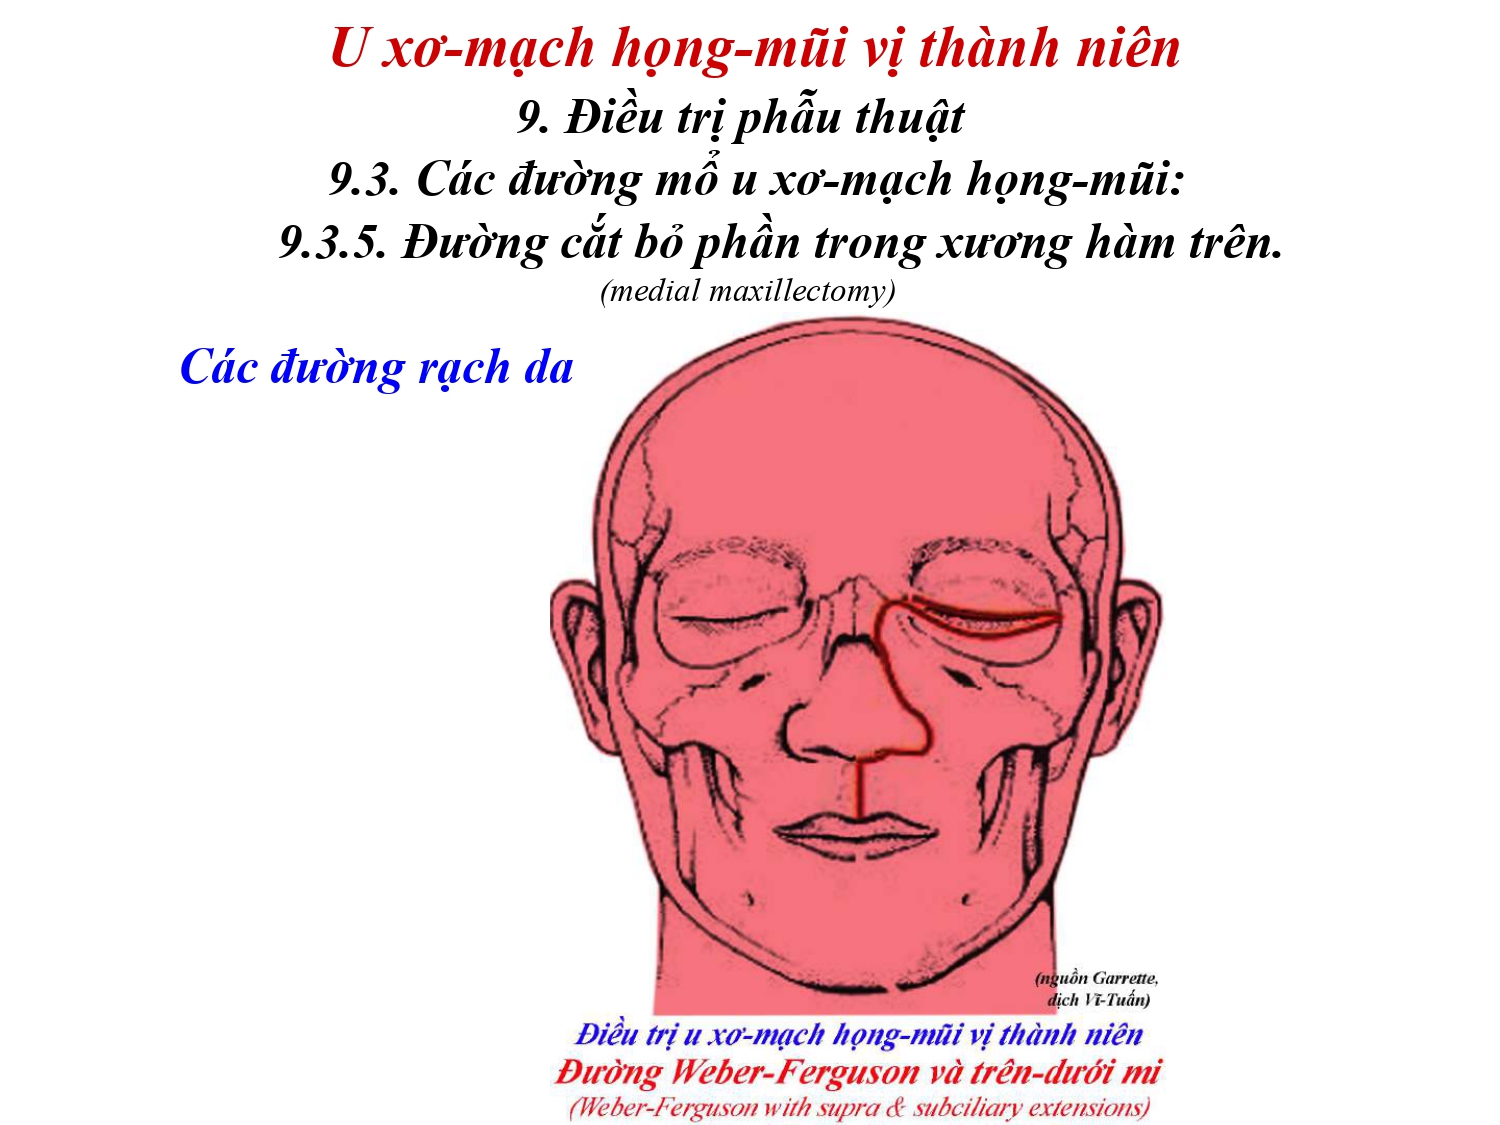 U xơ-mạch họng-mũi vị thành niên
9. Điều trị phẫu thuật
9.3. Các đường mổ u xơ-mạch họng-mũi:
9.3.5. Đường cắt bỏ phần trong xương hàm trên.
(medial maxillectomy)
Các đường rạch da
(nguồn Garrette,
dịch Vĩ-Tuấn)
Điều trị u xơ-mạch họng-mũi vị thành niên
Đường Weber-Ferguson và trên-dưới mi
(Weber-Ferguson with supra & subciliary extensions)